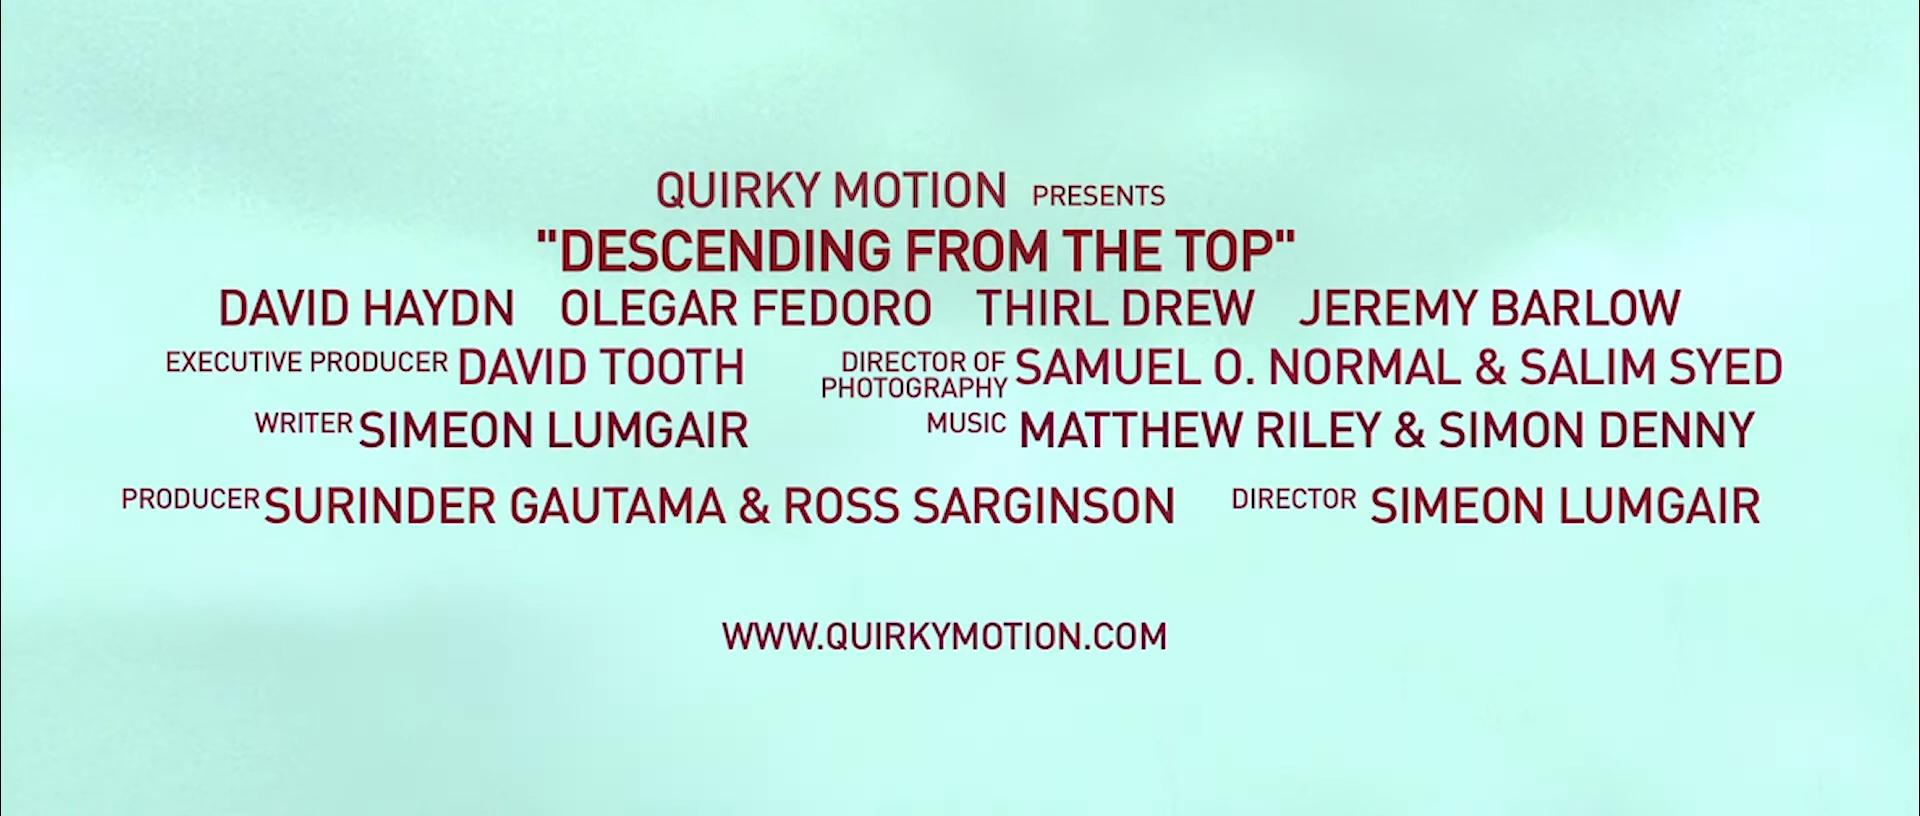 QUIRKY MOTION PRESENTS
"DESCENDING FROM THE TOP"
DAVID HAYDN OLEGAR FEDORO THIRL DREW JEREMY BARLOW
EXECUTIVE PRODUCER DAVID TOOTH DIRECTOR OF PHOTOGRAPHY SAMUEL O. NORMAL & SALIM SYED
WRITER SIMEON LUMGAIR MUSIC MATTHEW RILEY & SIMON DENNY
PRODUCER SURINDER GAUTAMA & ROSS SARGINSON DIRECTOR SIMEON LUMGAIR
WWW.QUIRKYMOTION.COM